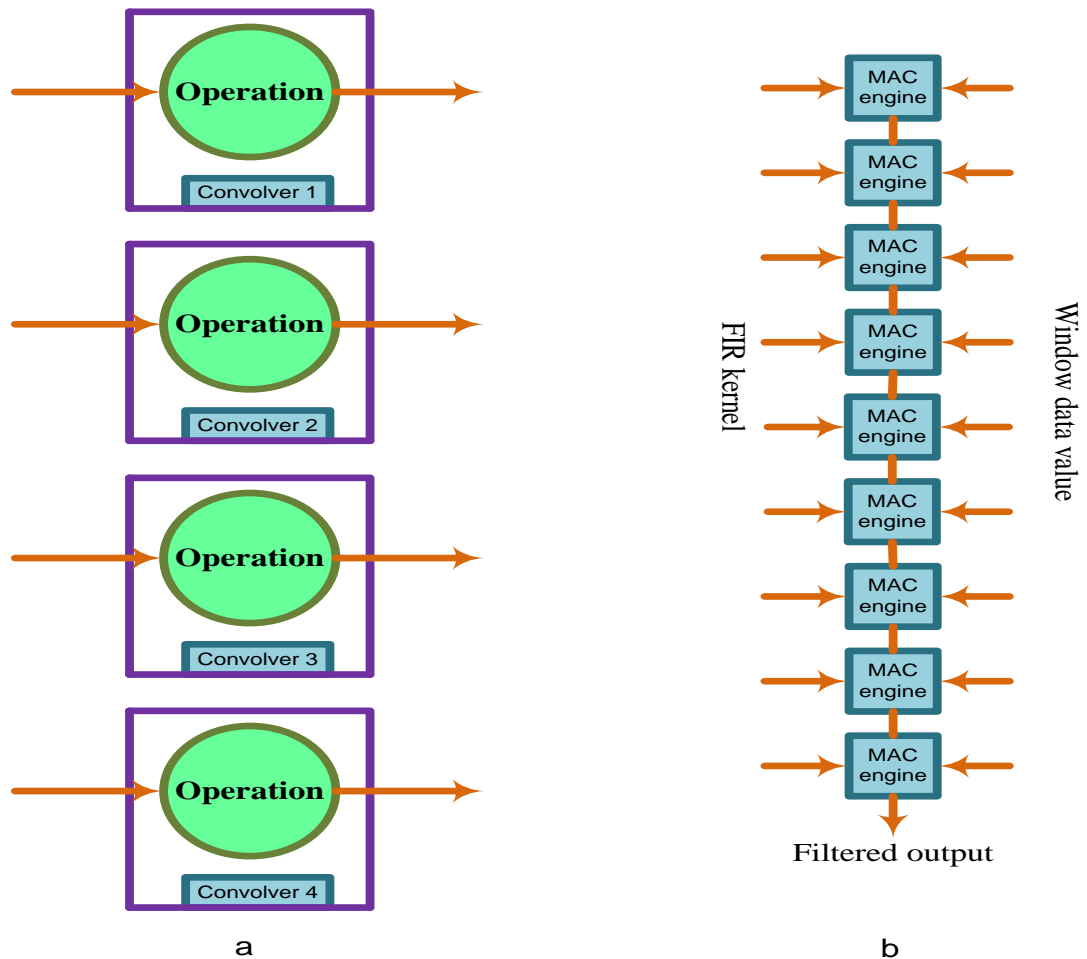 Operation
Convolver 1
Operation
Convolver 2
Operation
Convolver 3
Operation
Convolver 4
a
MAC
engine
MAC
engine
MAC
engine
MAC
engine
MAC
engine
MAC
engine
MAC
engine
MAC
engine
MAC
engine
FIR kernel
Window data value
Filtered output
b